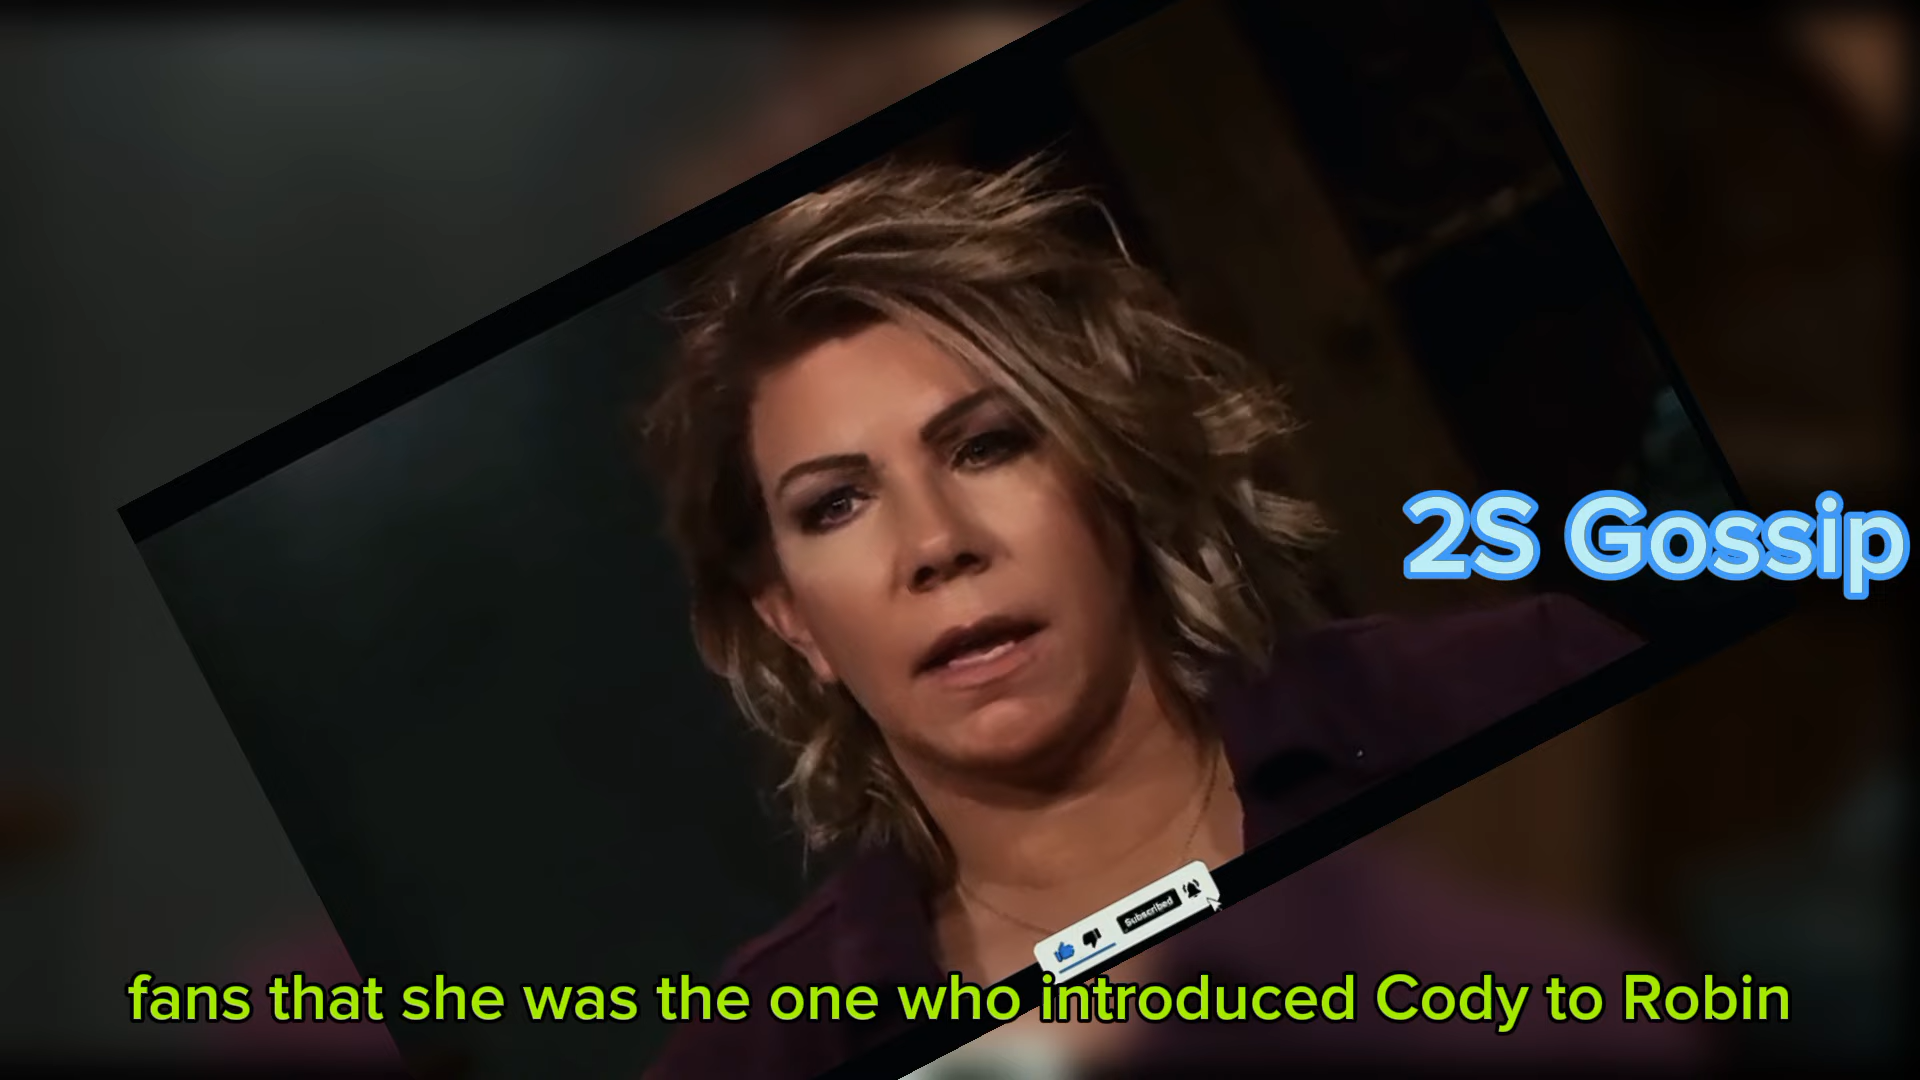 2S Gossip
Subscribed
fans that she was the one who introduced Cody to Robin